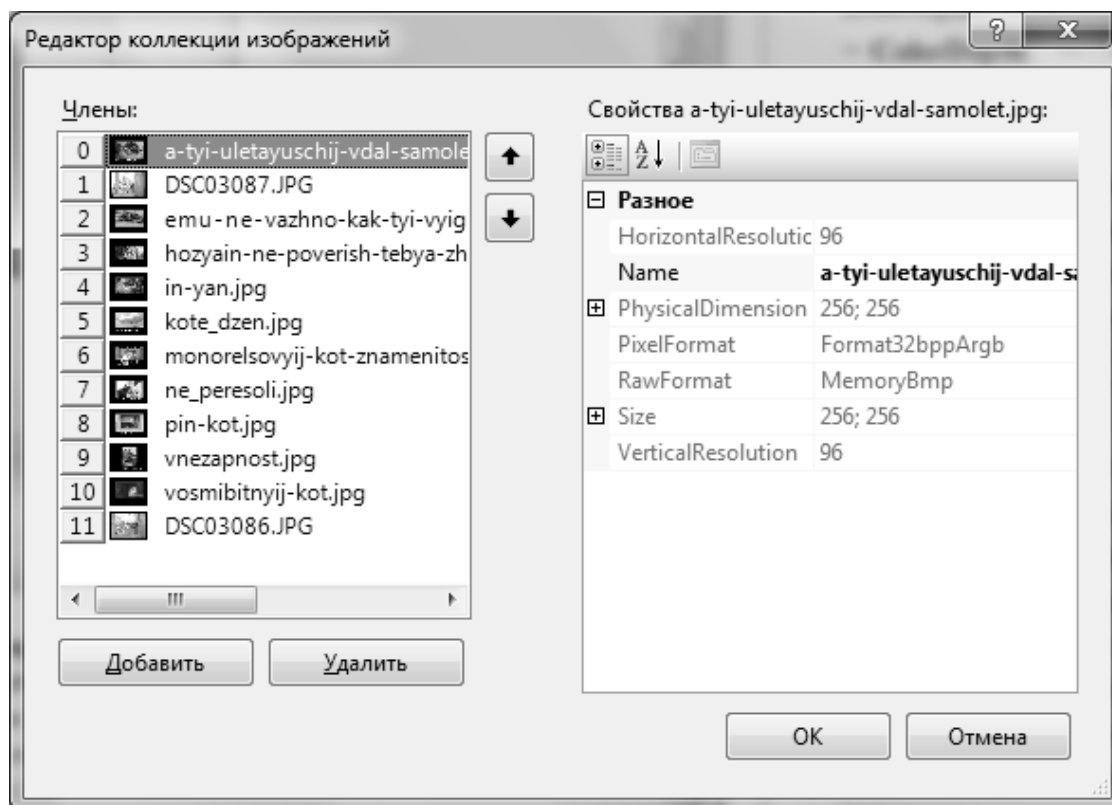 Редактор коллекции изображений
Члены:
0 a-tyi-uletayuschij-vdal-samole
1 DSC03087.JPG
2 emu-ne-vazhno-kak-tyi-vyig
3 hozyain-ne-poverish-tebya-zh
4 in-yan.jpg
5 kote_dzen.jpg
6 monorelsovyij-kot-znamenitos
7 ne_peresoli.jpg
8 pin-kot.jpg
9 vnezapnost.jpg
10 vosmibitnyij-kot.jpg
11 DSC03086.JPG
Добавить Удалить
Свойства a-tyi-uletayuschij-vdal-samolet.jpg:
Разное
HorizontalResolutic 96
Name a-tyi-uletayuschij-vdal-sa
PhysicalDimension 256; 256
PixelFormat Format32bppArgb
RawFormat MemoryBmp
Size 256; 256
VerticalResolution 96
OK Отмена